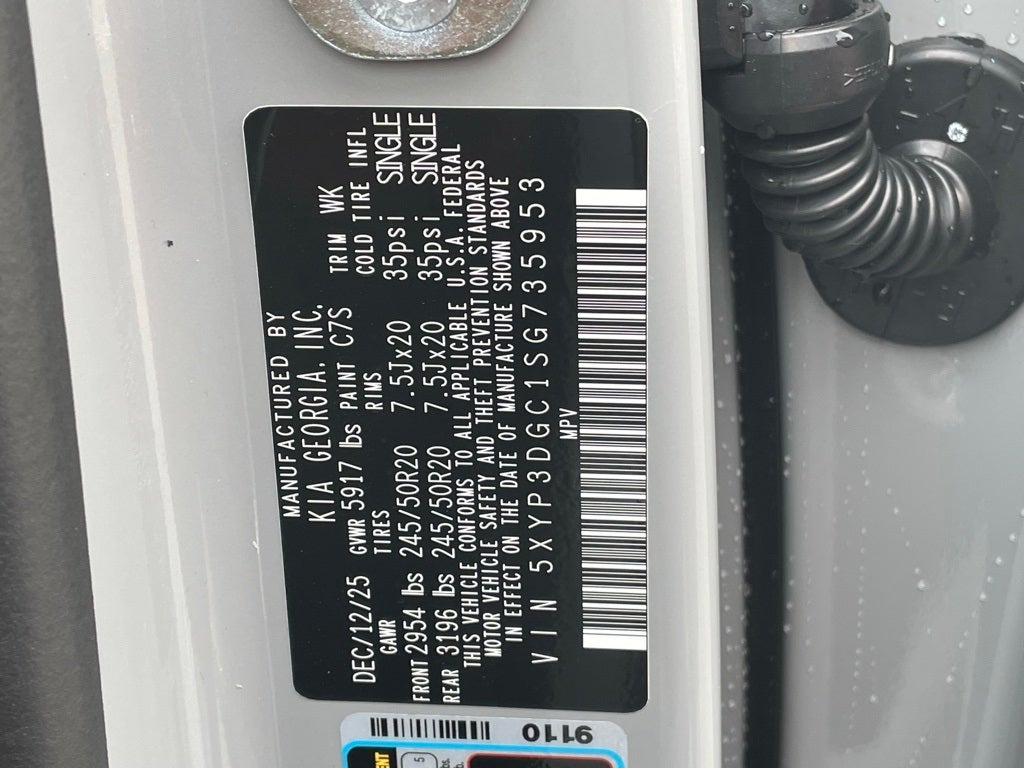 MANUFACTURED BY
KIA GEORGIA, INC.
DEC/12/25 GVWR 5917 lbs PAINT C7S TRIM WK
GAWR TIRES RIMS COLD TIRE INFL
FRONT 2954 lbs 245/50R20 7.5Jx20 35psi SINGLE
REAR 3196 lbs 245/50R20 7.5Jx20 35psi SINGLE
THIS VEHICLE CONFORMS TO ALL APPLICABLE U.S.A. FEDERAL
MOTOR VEHICLE SAFETY AND THEFT PREVENTION STANDARDS
IN EFFECT ON THE DATE OF MANUFACTURE SHOWN ABOVE
VIN 5XYP3DGC1SG735953
MPV
9110
5